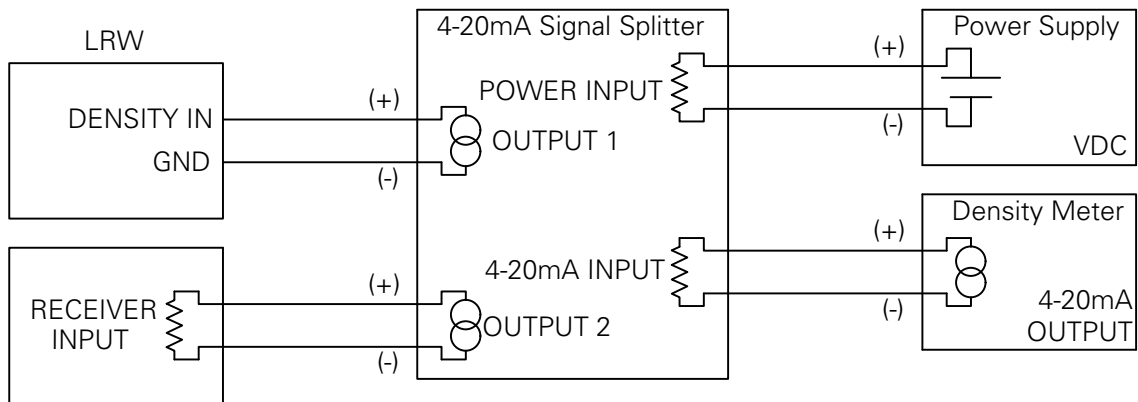 LRW
DENSITY IN
GND
(+)
(-)
RECEIVER
INPUT
(+)
(-)
4-20mA Signal Splitter
POWER INPUT
OUTPUT 1
4-20mA INPUT
OUTPUT 2
(+)
(-)
Power Supply
VDC
(+)
(-)
Density Meter
4-20mA
OUTPUT